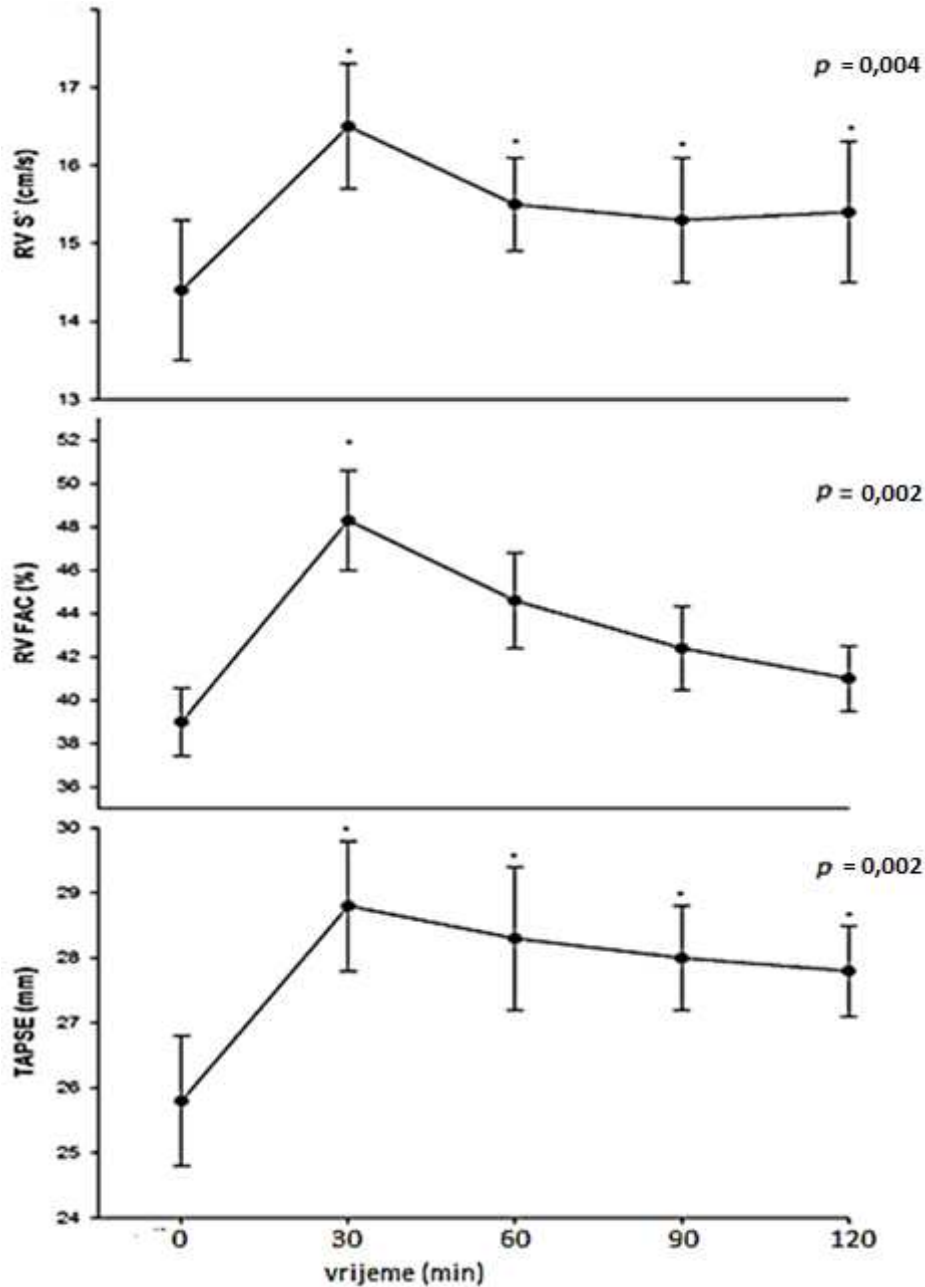 p = 0,004
RV S' (cm/s)
17
16
15
14
13
p = 0,002
RV FAC (%)
52
50
48
46
44
42
40
38
36
p = 0,002
TAPSE (mm)
30
29
28
27
26
25
24
0 30 60 90 120
vrijeme (min)